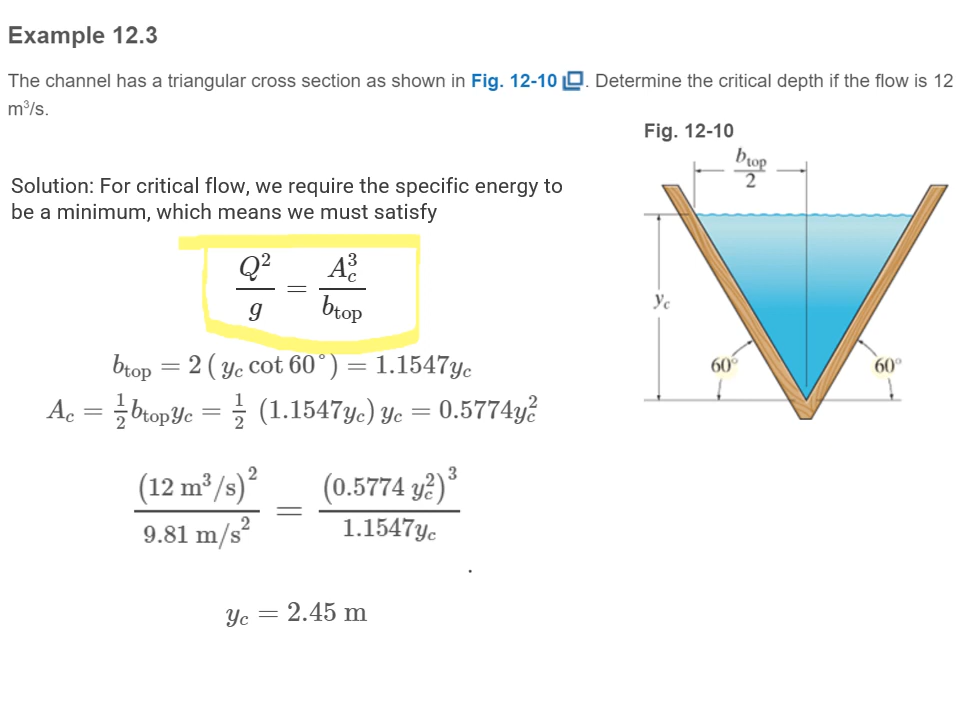 Example 12.3
The channel has a triangular cross section as shown in Fig. 12-10. Determine the critical depth if the flow is 12
m³/s.
Fig. 12-10
b_top/2
Solution: For critical flow, we require the specific energy to
be a minimum, which means we must satisfy
Q²/g = A_c³/b_top
y_c
60°
60°
b_top = 2 ( y_c cot 60° ) = 1.1547y_c
A_c = ½b_top y_c = ½ (1.1547y_c) y_c = 0.5774y_c²
(12 m³/s)²/9.81 m/s² = (0.5774 y_c²)³/1.1547y_c
.
y_c = 2.45 m